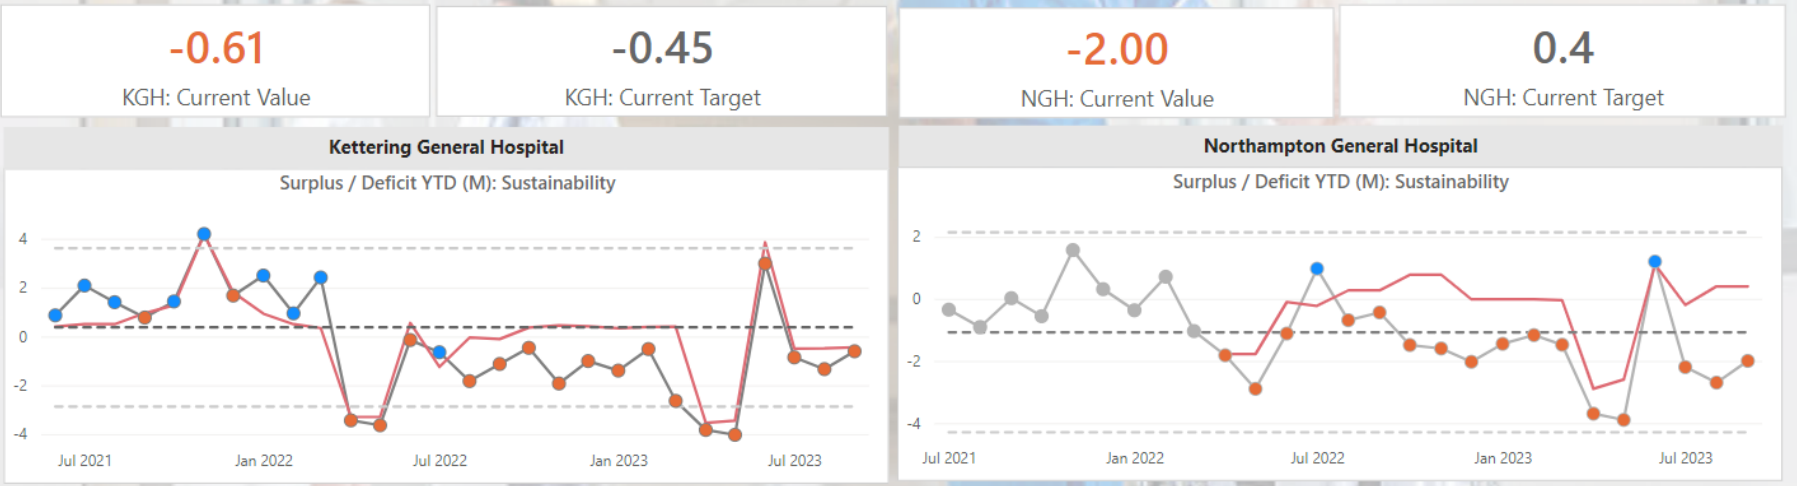 -0.61
KGH: Current Value
-0.45
KGH: Current Target
-2.00
NGH: Current Value
0.4
NGH: Current Target
Kettering General Hospital
Surplus / Deficit YTD (M): Sustainability
4
2
0
-2
-4
Jul 2021 Jan 2022 Jul 2022 Jan 2023 Jul 2023
Northampton General Hospital
Surplus / Deficit YTD (M): Sustainability
2
0
-2
-4
Jul 2021 Jan 2022 Jul 2022 Jan 2023 Jul 2023